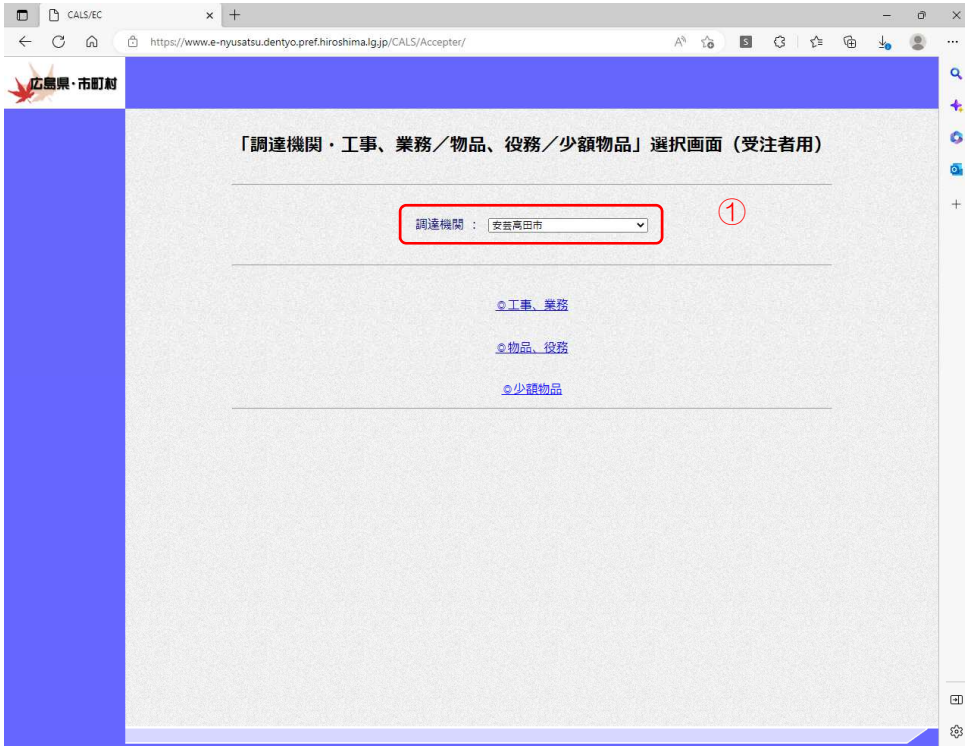 CALS/EC
https://www.e-nyusatsu.dentyo.pref.hiroshima.lg.jp/CALS/Accepter/
広島県・市町村
「調達機関・工事、業務／物品、役務／少額物品」選択画面（受注者用）
調達機関 ： 安芸高田市
①
◎工事、業務
◎物品、役務
◎少額物品